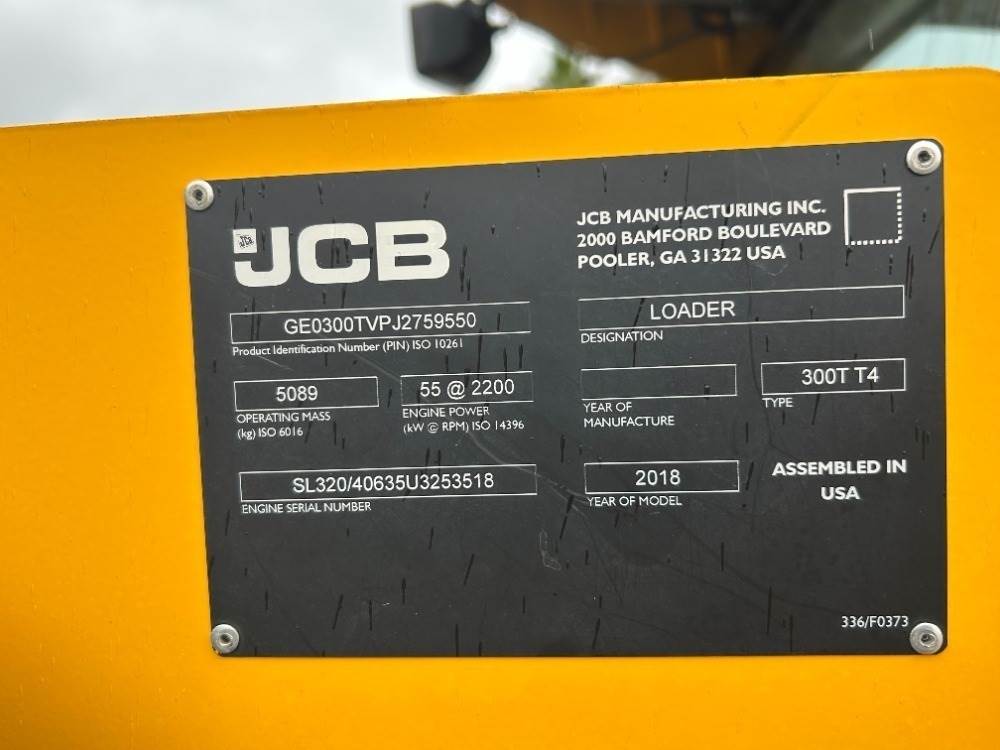 JCB
JCB MANUFACTURING INC.
2000 BAMFORD BOULEVARD
POOLER, GA 31322 USA
GE0300TVPJ2759550
Product Identification Number (PIN) ISO 10261
LOADER
DESIGNATION
5089
OPERATING MASS
(kg) ISO 6016
55 @ 2200
ENGINE POWER
(kW @ RPM) ISO 14396
YEAR OF
MANUFACTURE
300T T4
TYPE
SL320/40635U3253518
ENGINE SERIAL NUMBER
2018
YEAR OF MODEL
ASSEMBLED IN
USA
336/F0373